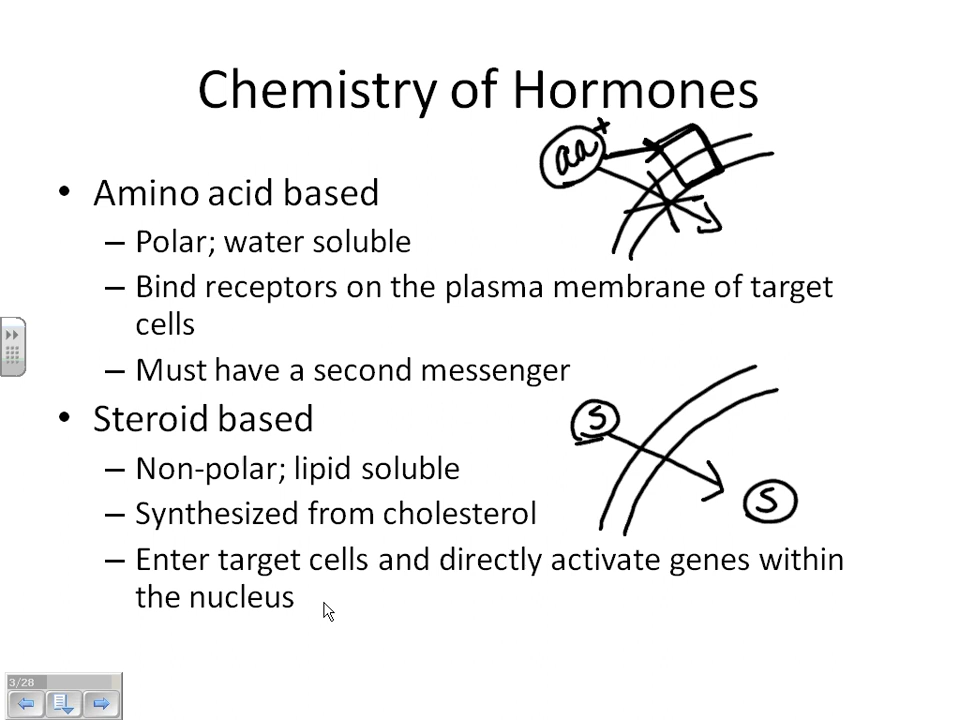 Chemistry of Hormones
aa
+
• Amino acid based
– Polar; water soluble
– Bind receptors on the plasma membrane of target
cells
– Must have a second messenger
• Steroid based
S
– Non-polar; lipid soluble
S
– Synthesized from cholesterol
– Enter target cells and directly activate genes within
the nucleus
3/28